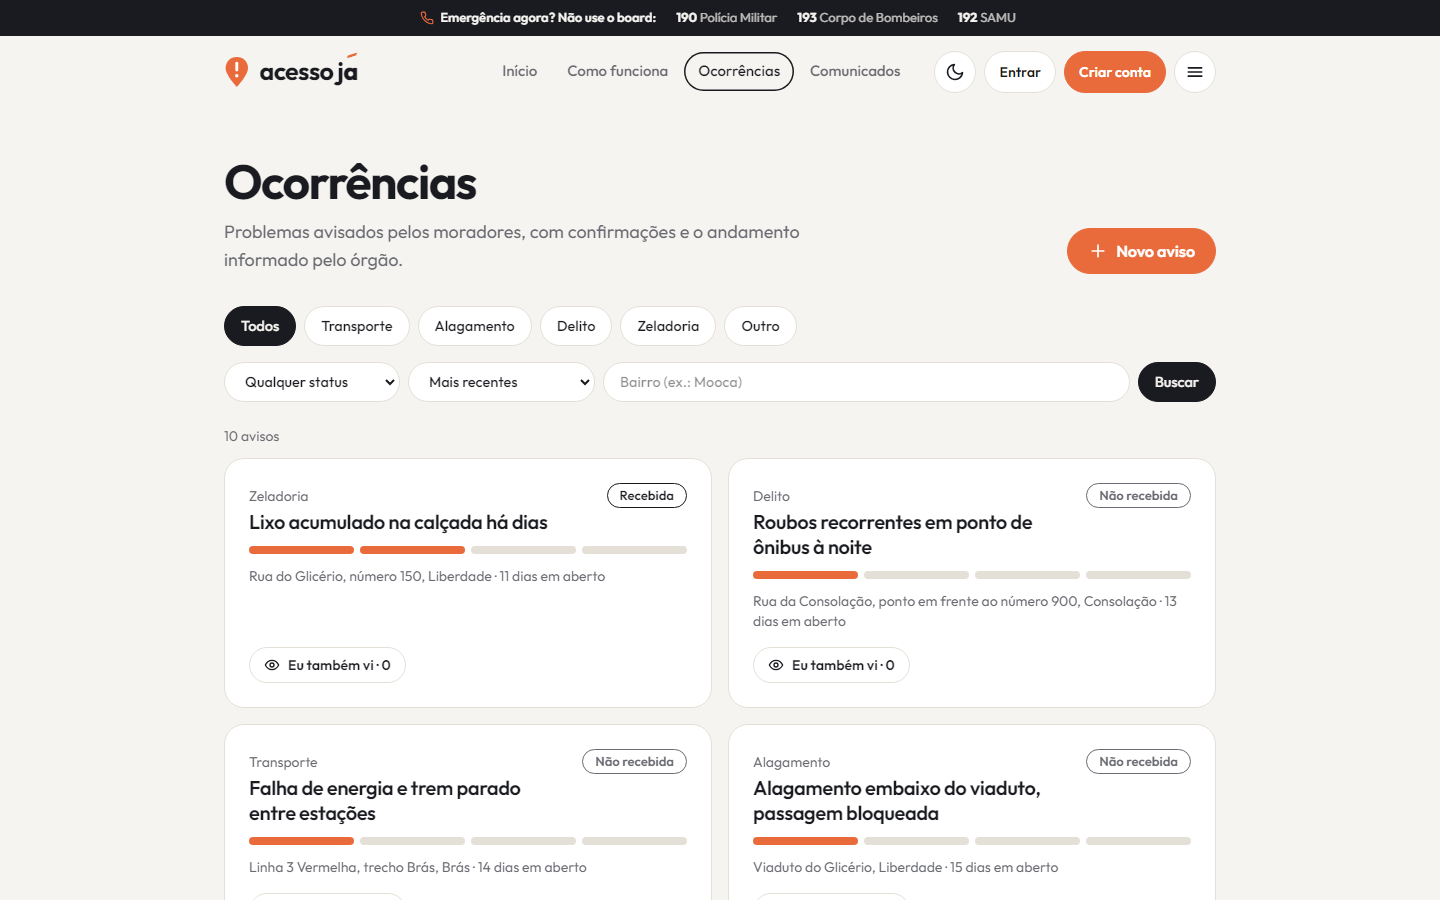 Emergência agora? Não use o board: 190 Polícia Militar 193 Corpo de Bombeiros 192 SAMU
acesso já
Início Como funciona Ocorrências Comunicados Entrar Criar conta
Ocorrências
Problemas avisados pelos moradores, com confirmações e o andamento
informado pelo órgão.
Novo aviso
Todos Transporte Alagamento Delito Zeladoria Outro
Qualquer status Mais recentes Bairro (ex.: Mooca) Buscar
10 avisos
Zeladoria Recebida
Lixo acumulado na calçada há dias
Rua do Glicério, número 150, Liberdade · 11 dias em aberto
Eu também vi · 0
Delito Não recebida
Roubos recorrentes em ponto de
ônibus à noite
Rua da Consolação, ponto em frente ao número 900, Consolação · 13
dias em aberto
Eu também vi · 0
Transporte Não recebida
Falha de energia e trem parado
entre estações
Linha 3 Vermelha, trecho Brás, Brás · 14 dias em aberto
Alagamento Não recebida
Alagamento embaixo do viaduto,
passagem bloqueada
Viaduto do Glicério, Liberdade · 15 dias em aberto